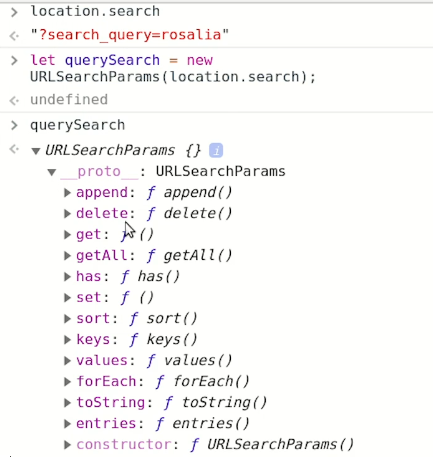 location.search
"?search_query=rosalia"
let querySearch = new
URLSearchParams(location.search);
undefined
querySearch
URLSearchParams {} i
__proto__: URLSearchParams
append: ƒ append()
delete: ƒ delete()
get: ƒ ()
getAll: ƒ getAll()
has: ƒ has()
set: ƒ ()
sort: ƒ sort()
keys: ƒ keys()
values: ƒ values()
forEach: ƒ forEach()
toString: ƒ toString()
entries: ƒ entries()
constructor: ƒ URLSearchParams()